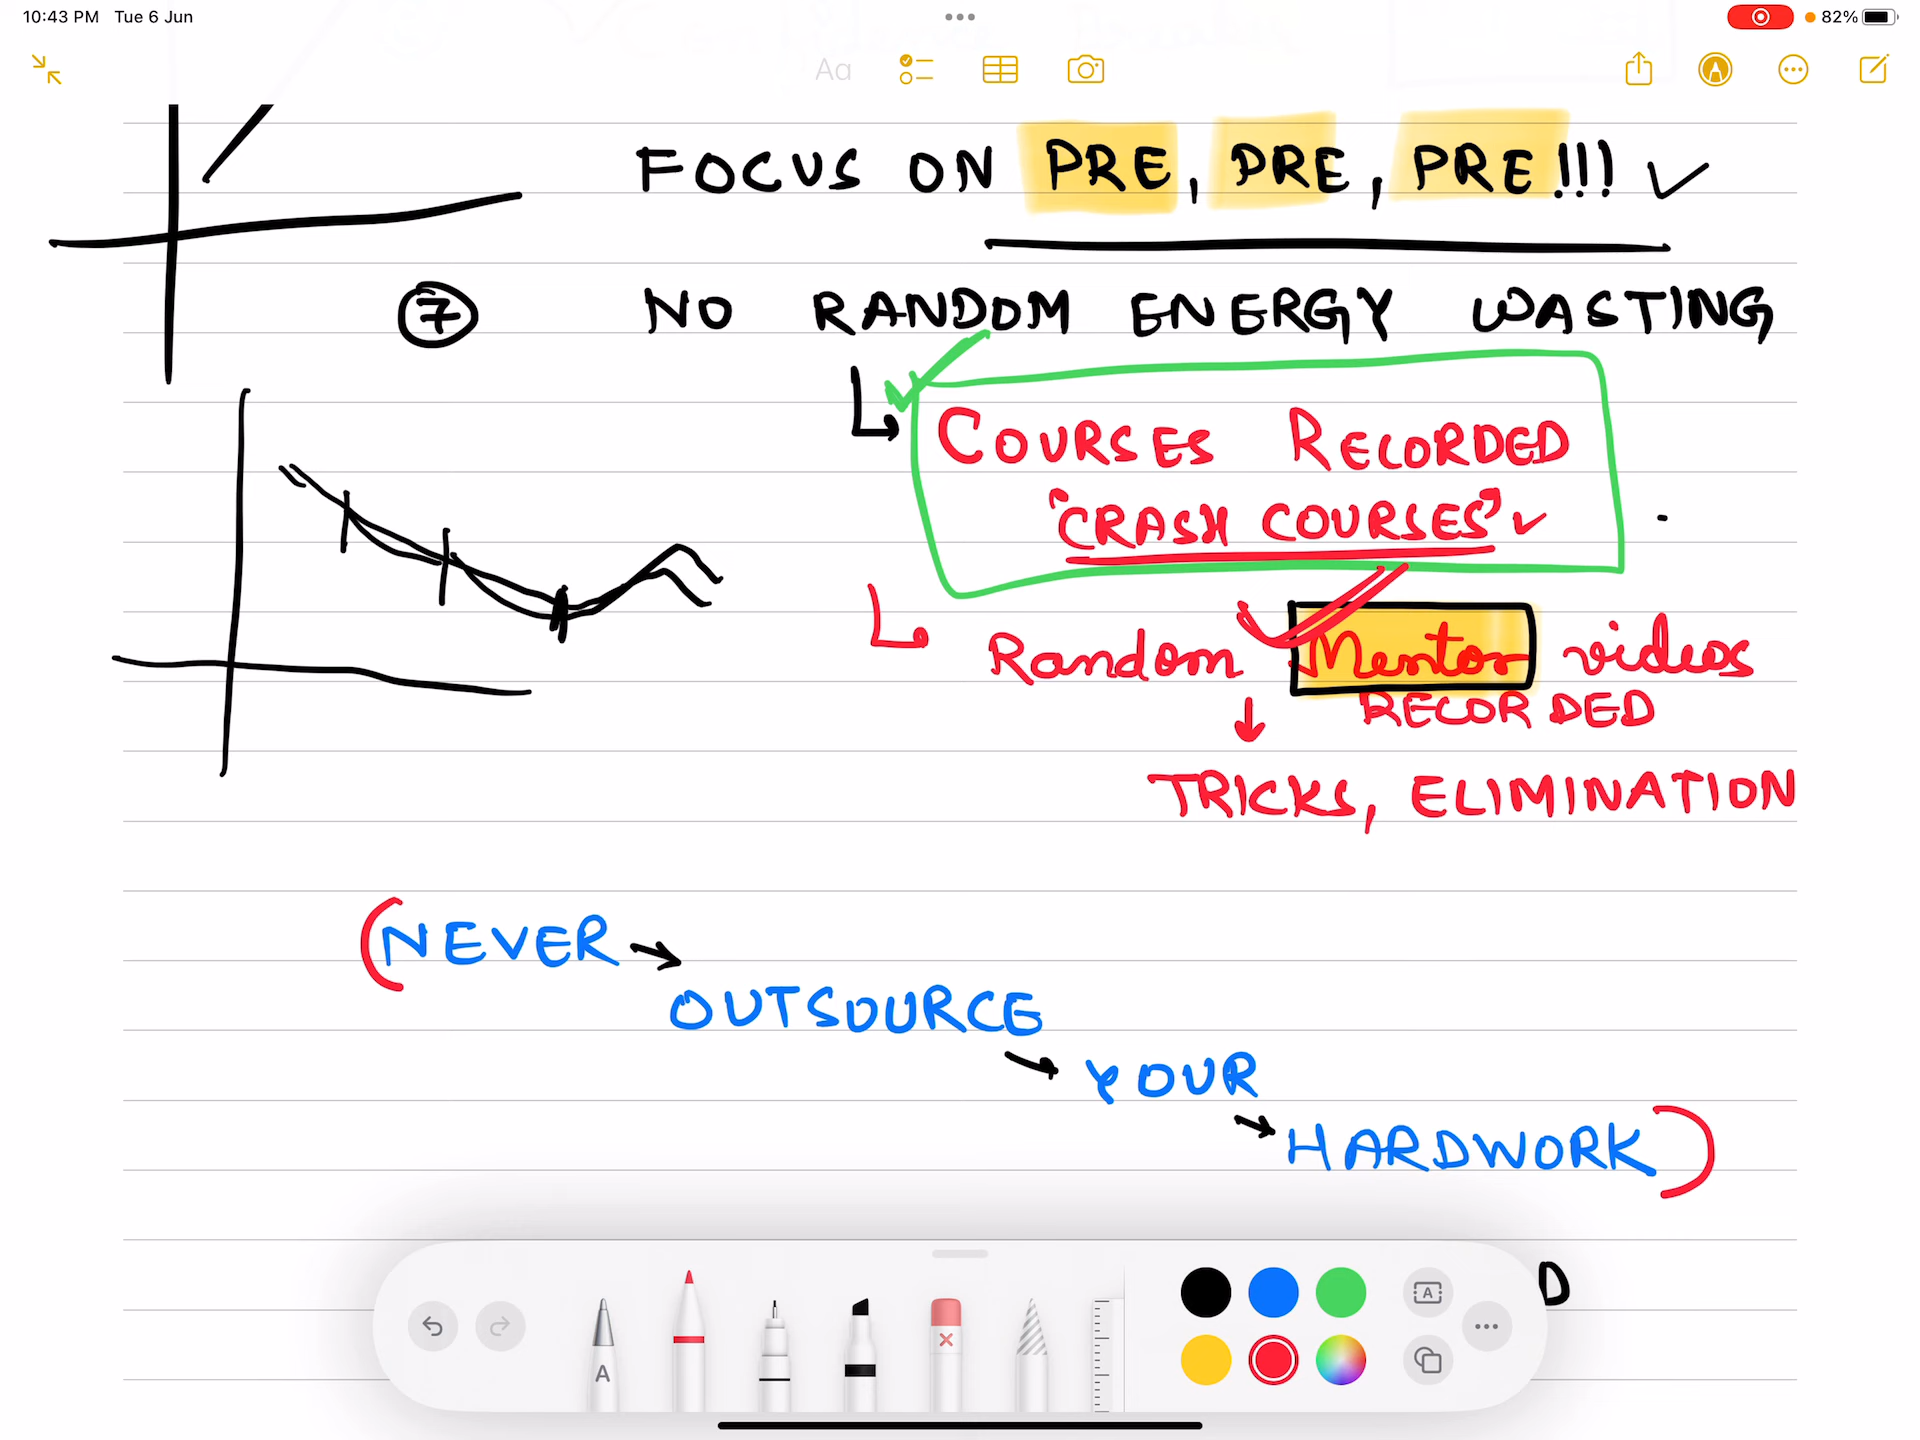 10:43 PM Tue 6 Jun
82%
Aa
FOCUS ON PRE, PRE, PRE!!!
7 NO RANDOM ENERGY WASTING
COURSES RECORDED
"CRASH COURSES"
Random Mentor videos
RECORDED
TRICKS, ELIMINATION
(NEVER
OUTSOURCE
YOUR
HARDWORK)
D
A
A